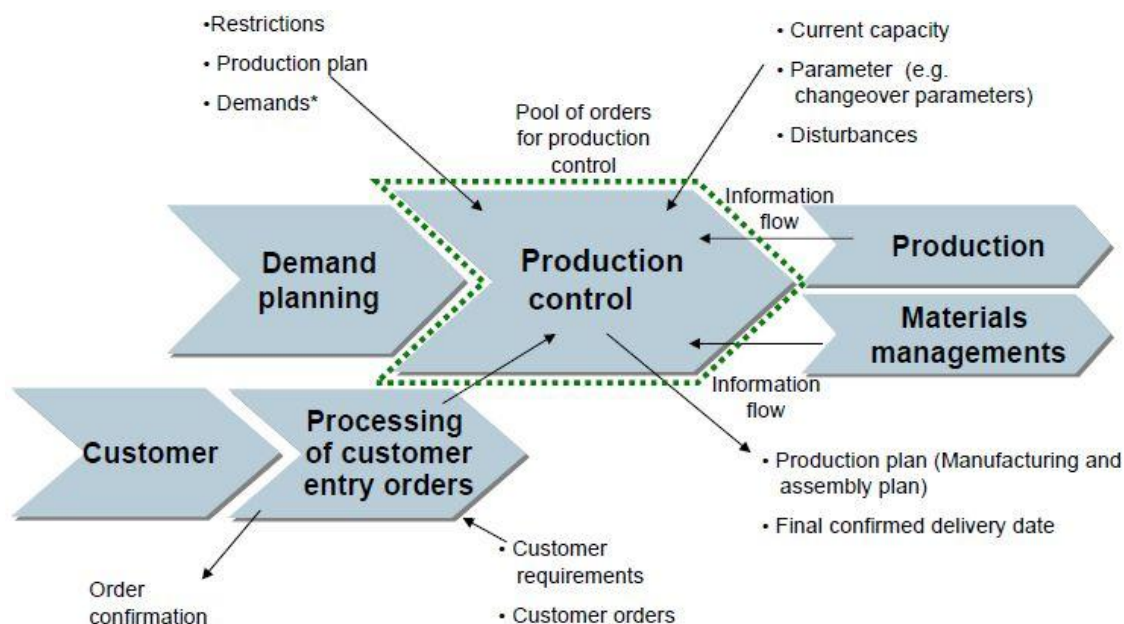 •Restrictions
• Production plan
• Demands*
• Current capacity
• Parameter (e.g.
changeover parameters)
• Disturbances
Pool of orders
for production
control
Information
flow
Demand
planning
Production
control
Production
Materials
managements
Information
flow
Customer
Processing
of customer
entry orders
• Production plan (Manufacturing and
assembly plan)
• Final confirmed delivery date
• Customer
requirements
• Customer orders
Order
confirmation